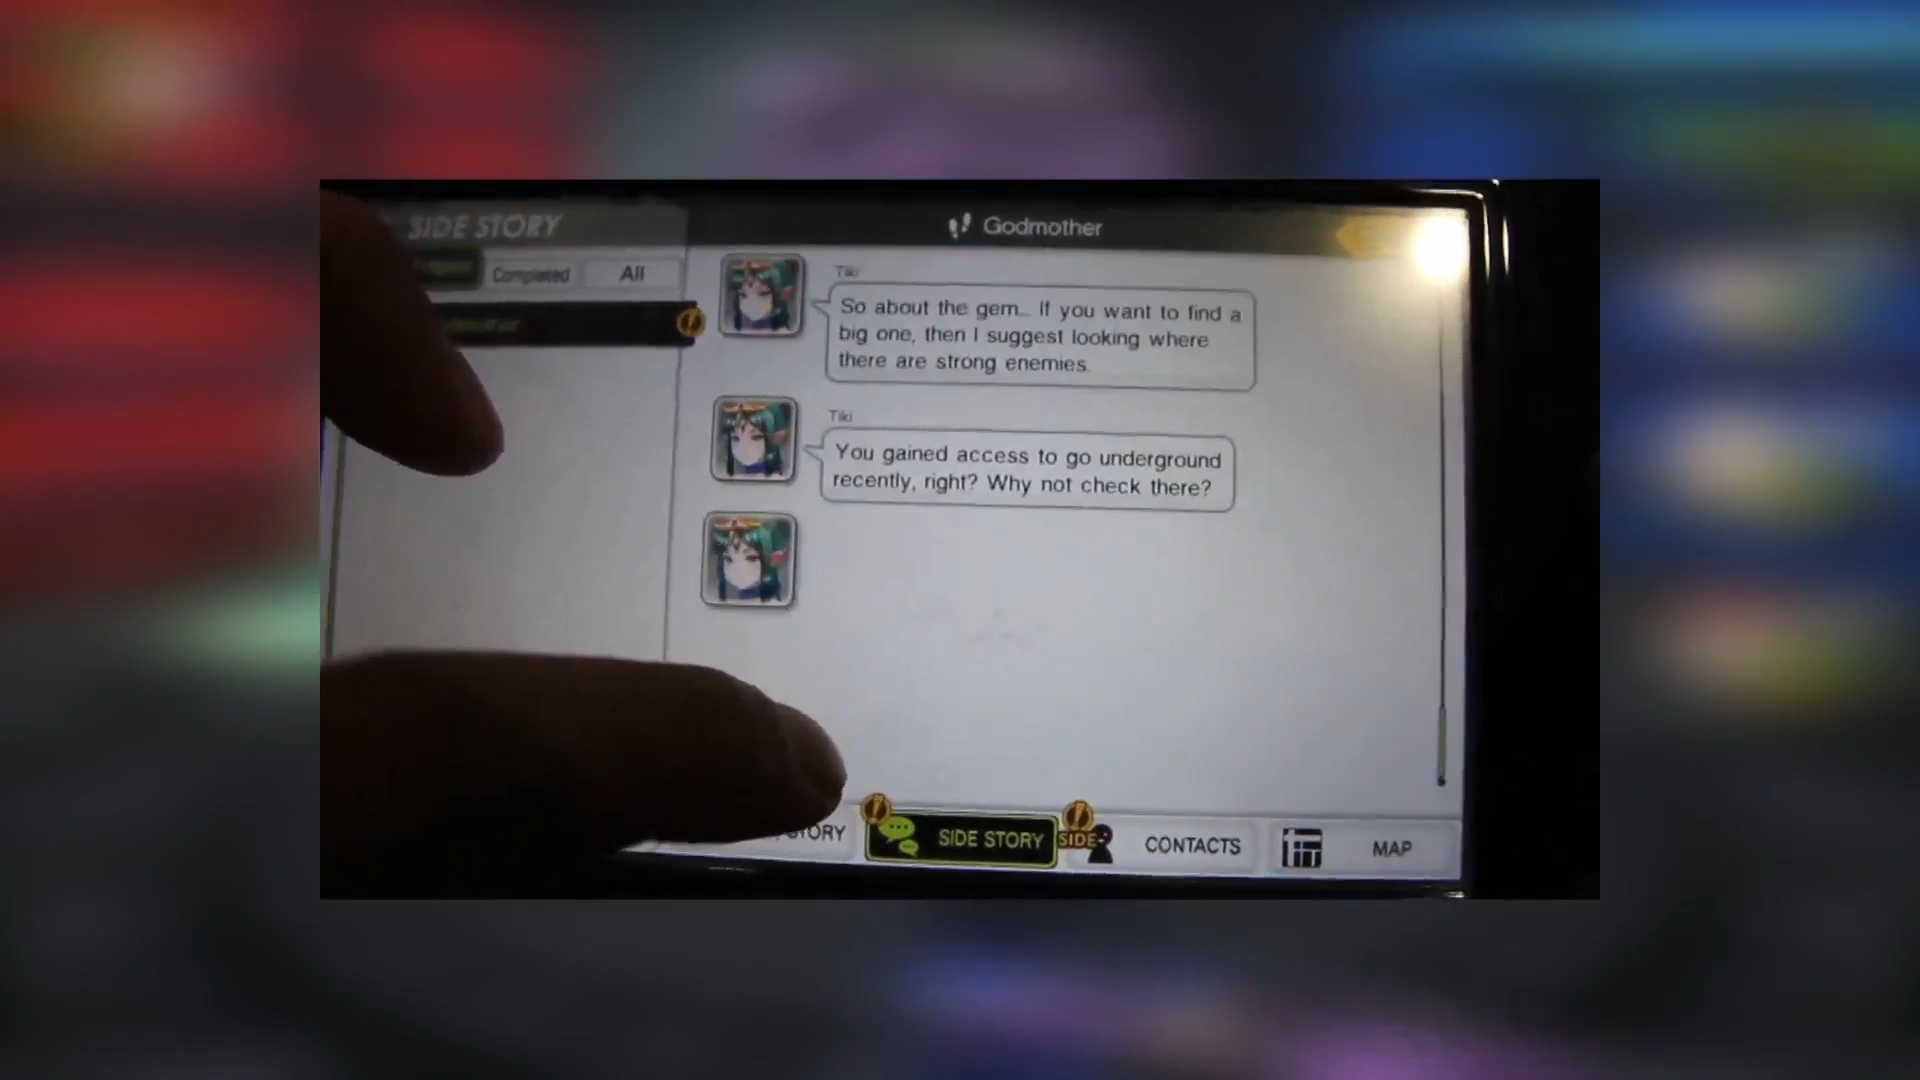 SIDE STORY
Godmother
Completed
All
Tiki
So about the gem... If you want to find a
big one, then I suggest looking where
there are strong enemies.
Tiki
You gained access to go underground
recently, right? Why not check there?
STORY
SIDE STORY
SIDE
CONTACTS
MAP